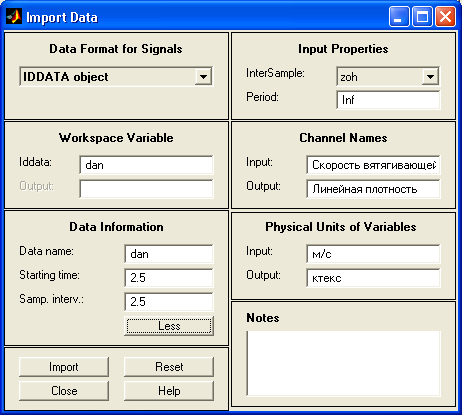 Import Data
Data Format for Signals
IDDATA object
Input Properties
InterSample: zoh
Period: Inf
Workspace Variable
Iddata: dan
Output:
Channel Names
Input: Скорость вятягивающей
Output: Линейная плотность
Data Information
Data name: dan
Starting time: 2.5
Samp. interv.: 2.5
Less
Physical Units of Variables
Input: м/с
Output: ктекс
Notes
Import Reset
Close Help